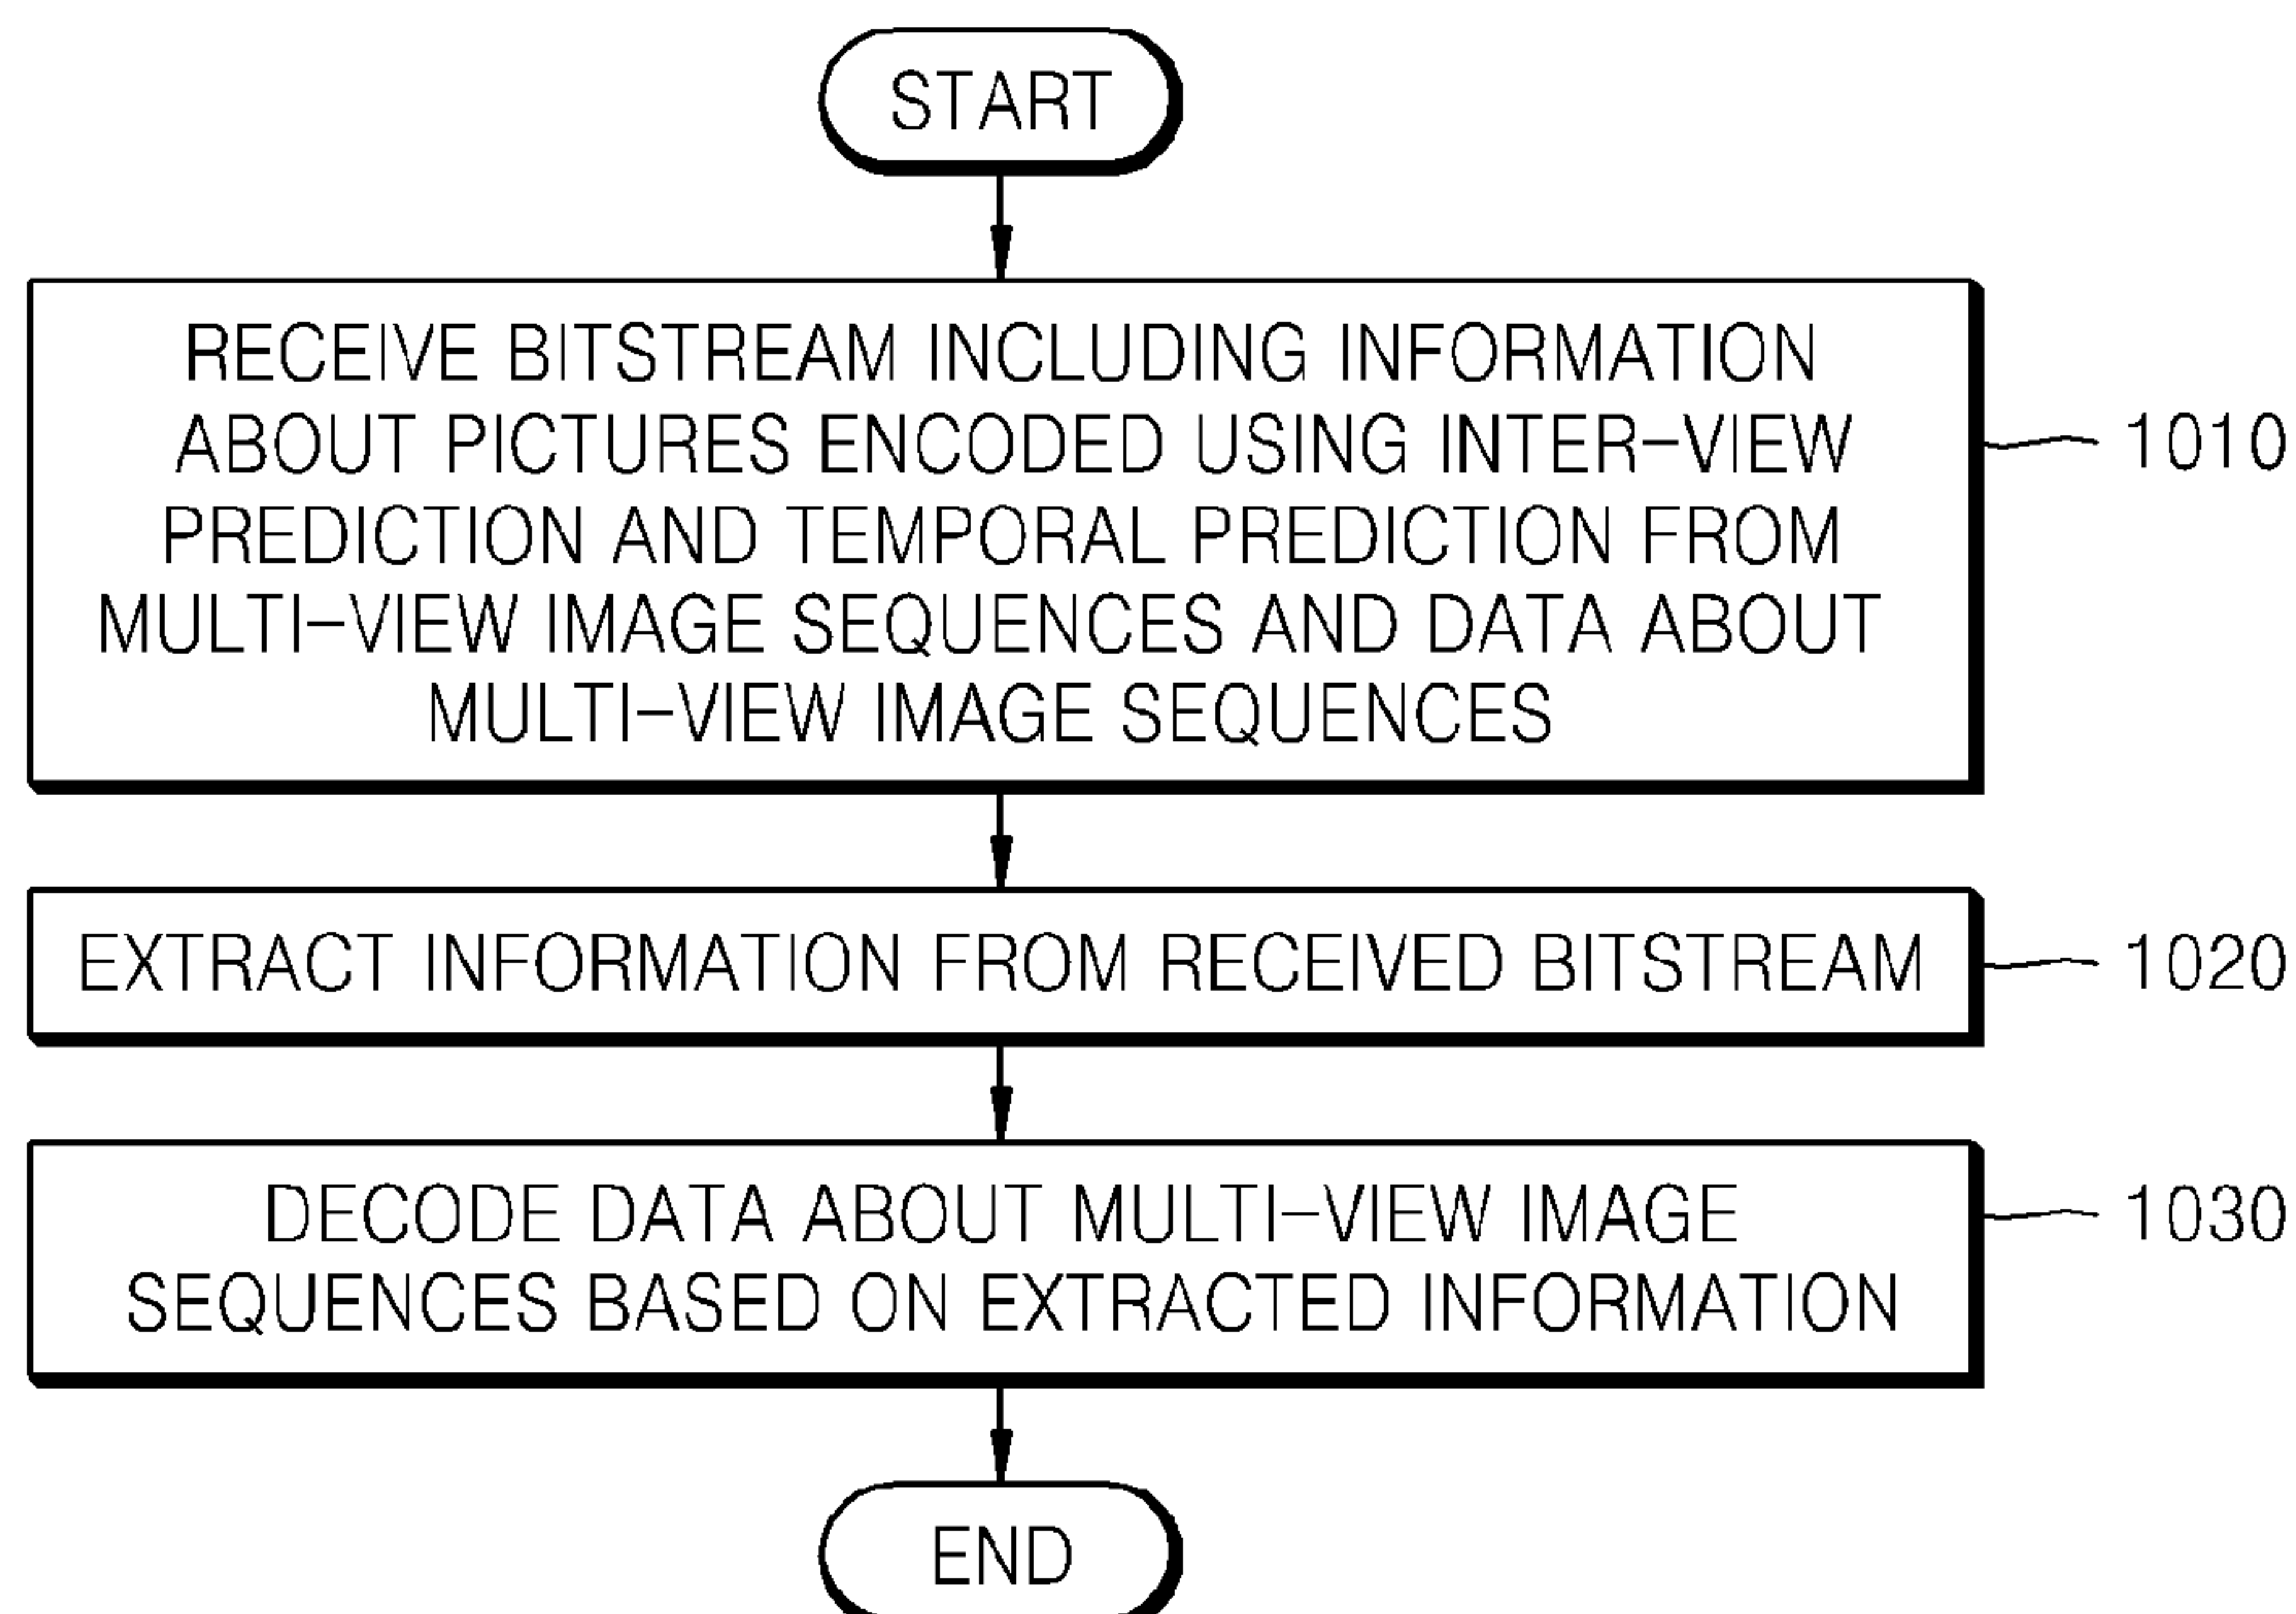 START
RECEIVE BITSTREAM INCLUDING INFORMATION
ABOUT PICTURES ENCODED USING INTER-VIEW
PREDICTION AND TEMPORAL PREDICTION FROM
MULTI-VIEW IMAGE SEQUENCES AND DATA ABOUT
MULTI-VIEW IMAGE SEQUENCES
1010
EXTRACT INFORMATION FROM RECEIVED BITSTREAM
1020
DECODE DATA ABOUT MULTI-VIEW IMAGE
SEQUENCES BASED ON EXTRACTED INFORMATION
1030
END